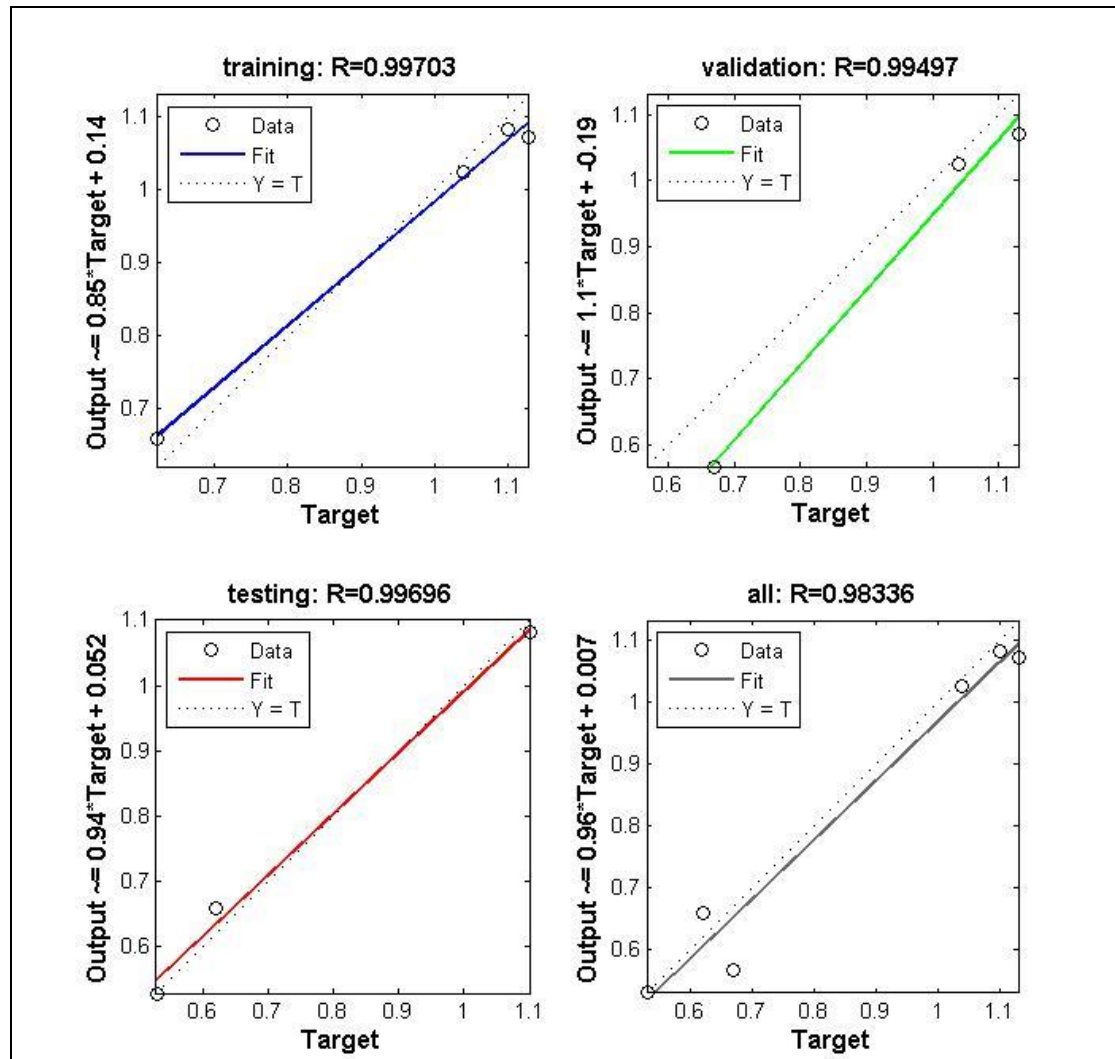 training: R=0.99703
Output ~= 0.85*Target + 0.14
1.1
1
0.9
0.8
0.7
Data
Fit
Y = T
0.7 0.8 0.9 1 1.1
Target
validation: R=0.99497
Output ~= 1.1*Target + -0.19
1.1
1
0.9
0.8
0.7
0.6
Data
Fit
Y = T
0.6 0.7 0.8 0.9 1 1.1
Target
testing: R=0.99696
Output ~= 0.94*Target + 0.052
1.1
1
0.9
0.8
0.7
0.6
Data
Fit
Y = T
0.6 0.7 0.8 0.9 1 1.1
Target
all: R=0.98336
Output ~= 0.96*Target + 0.007
1.1
1
0.9
0.8
0.7
0.6
Data
Fit
Y = T
0.6 0.7 0.8 0.9 1 1.1
Target